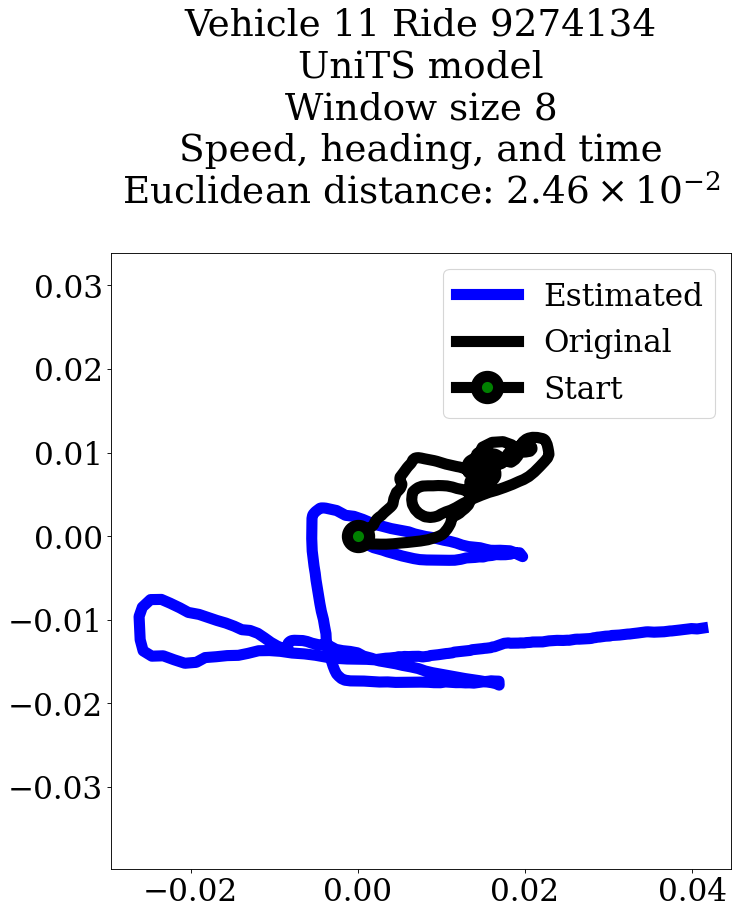 Vehicle 11 Ride 9274134
UniTS model
Window size 8
Speed, heading, and time
Euclidean distance: 2.46 × 10⁻²
Estimated
Original
Start
0.03
0.02
0.01
0.00
−0.01
−0.02
−0.03
−0.02
0.00
0.02
0.04